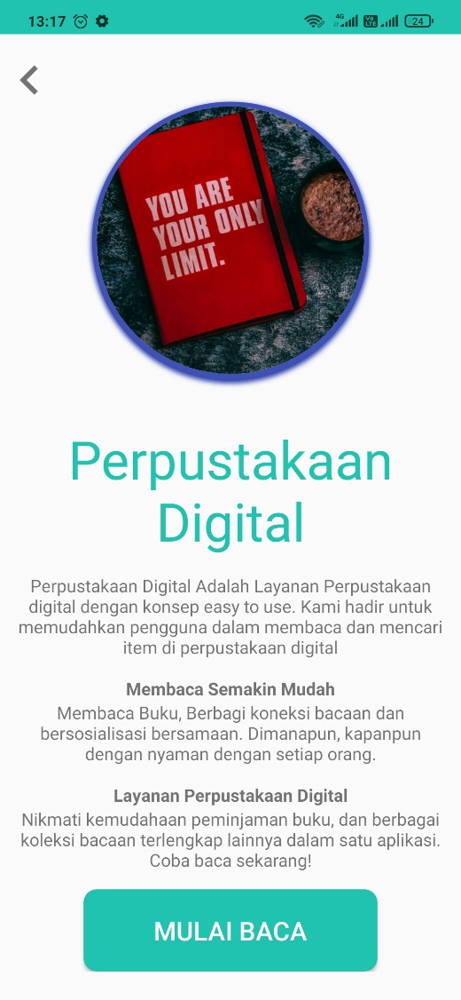 13:17
4G
Vo
LTE
24
YOU ARE
YOUR ONLY
LIMIT.
Perpustakaan
Digital
Perpustakaan Digital Adalah Layanan Perpustakaan
digital dengan konsep easy to use. Kami hadir untuk
memudahkan pengguna dalam membaca dan mencari
item di perpustakaan digital
Membaca Semakin Mudah
Membaca Buku, Berbagi koneksi bacaan dan
bersosialisasi bersamaan. Dimanapun, kapanpun
dengan nyaman dengan setiap orang.
Layanan Perpustakaan Digital
Nikmati kemudahaan peminjaman buku, dan berbagai
koleksi bacaan terlengkap lainnya dalam satu aplikasi.
Coba baca sekarang!
MULAI BACA